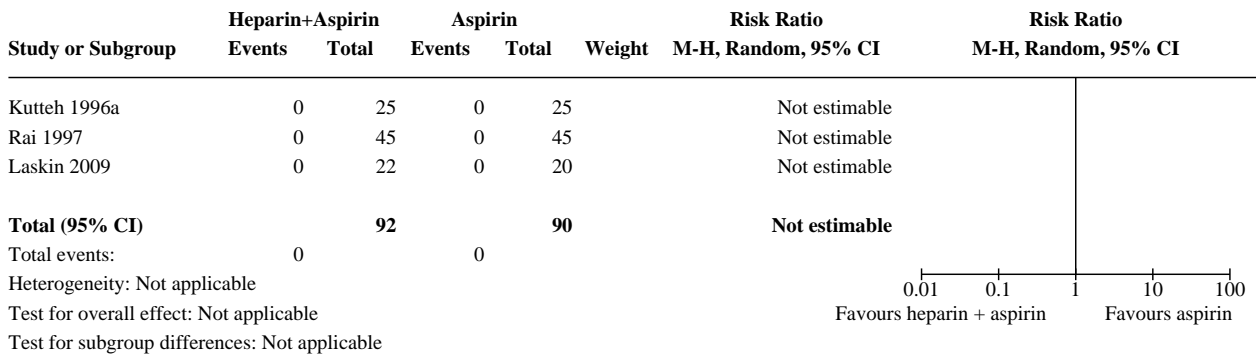 Heparin+Aspirin Aspirin Risk Ratio Risk Ratio
Study or Subgroup Events Total Events Total Weight M-H, Random, 95% CI M-H, Random, 95% CI
Kutteh 1996a 0 25 0 25 Not estimable
Rai 1997 0 45 0 45 Not estimable
Laskin 2009 0 22 0 20 Not estimable
Total (95% CI) 92 90 Not estimable
Total events: 0 0
Heterogeneity: Not applicable
0.01 0.1 1 10 100
Test for overall effect: Not applicable Favours heparin + aspirin Favours aspirin
Test for subgroup differences: Not applicable